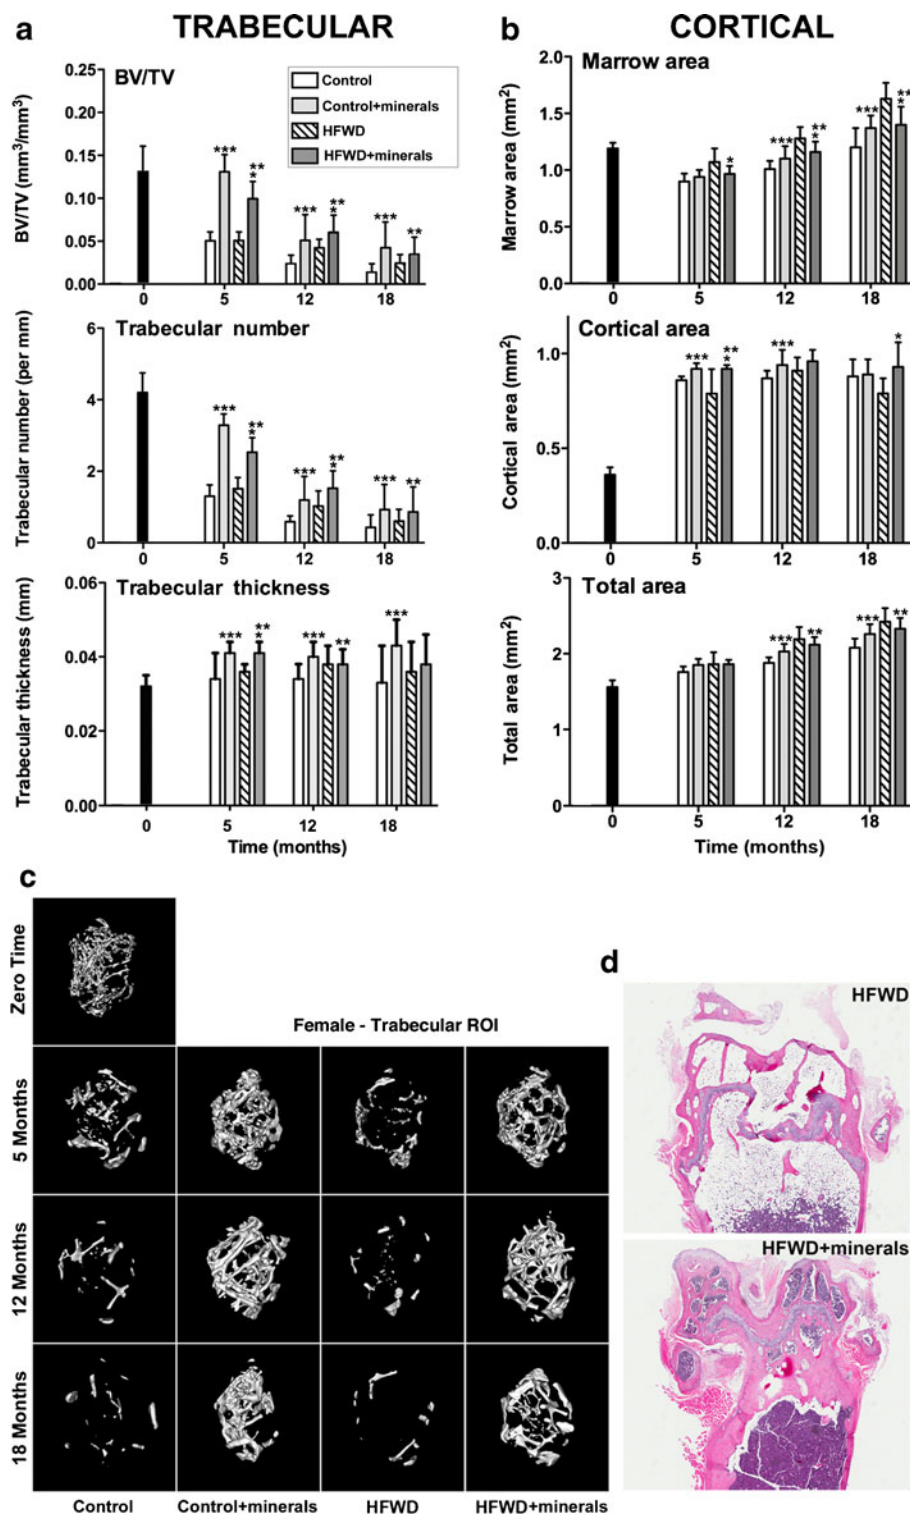 a TRABECULAR
BV/TV
BV/TV (mm³/mm³)
0.25
0.20
0.15
0.10
0.05
0.00
Control
Control+minerals
HFWD
HFWD+minerals
*** ** *
*** ** *
*** **
0 5 12 18
Trabecular number
Trabecular number (per mm)
6
4
2
0
*** ** *
*** ** *
*** **
0 5 12 18
Trabecular thickness
Trabecular thickness (mm)
0.06
0.04
0.02
0.00
*** ** *
*** **
***
0 5 12 18
Time (months)
b CORTICAL
Marrow area
Marrow area (mm²)
2.0
1.5
1.0
0.5
0.0
*
*** ** *
*** ** *
0 5 12 18
Cortical area
Cortical area (mm²)
1.0
0.5
0.0
*** ** *
***
*
0 5 12 18
Total area
Total area (mm²)
3
2
1
0
*** **
*** **
0 5 12 18
Time (months)
c
Zero Time
Female - Trabecular ROI
5 Months
12 Months
18 Months
Control Control+minerals HFWD HFWD+minerals
d
HFWD
HFWD+minerals